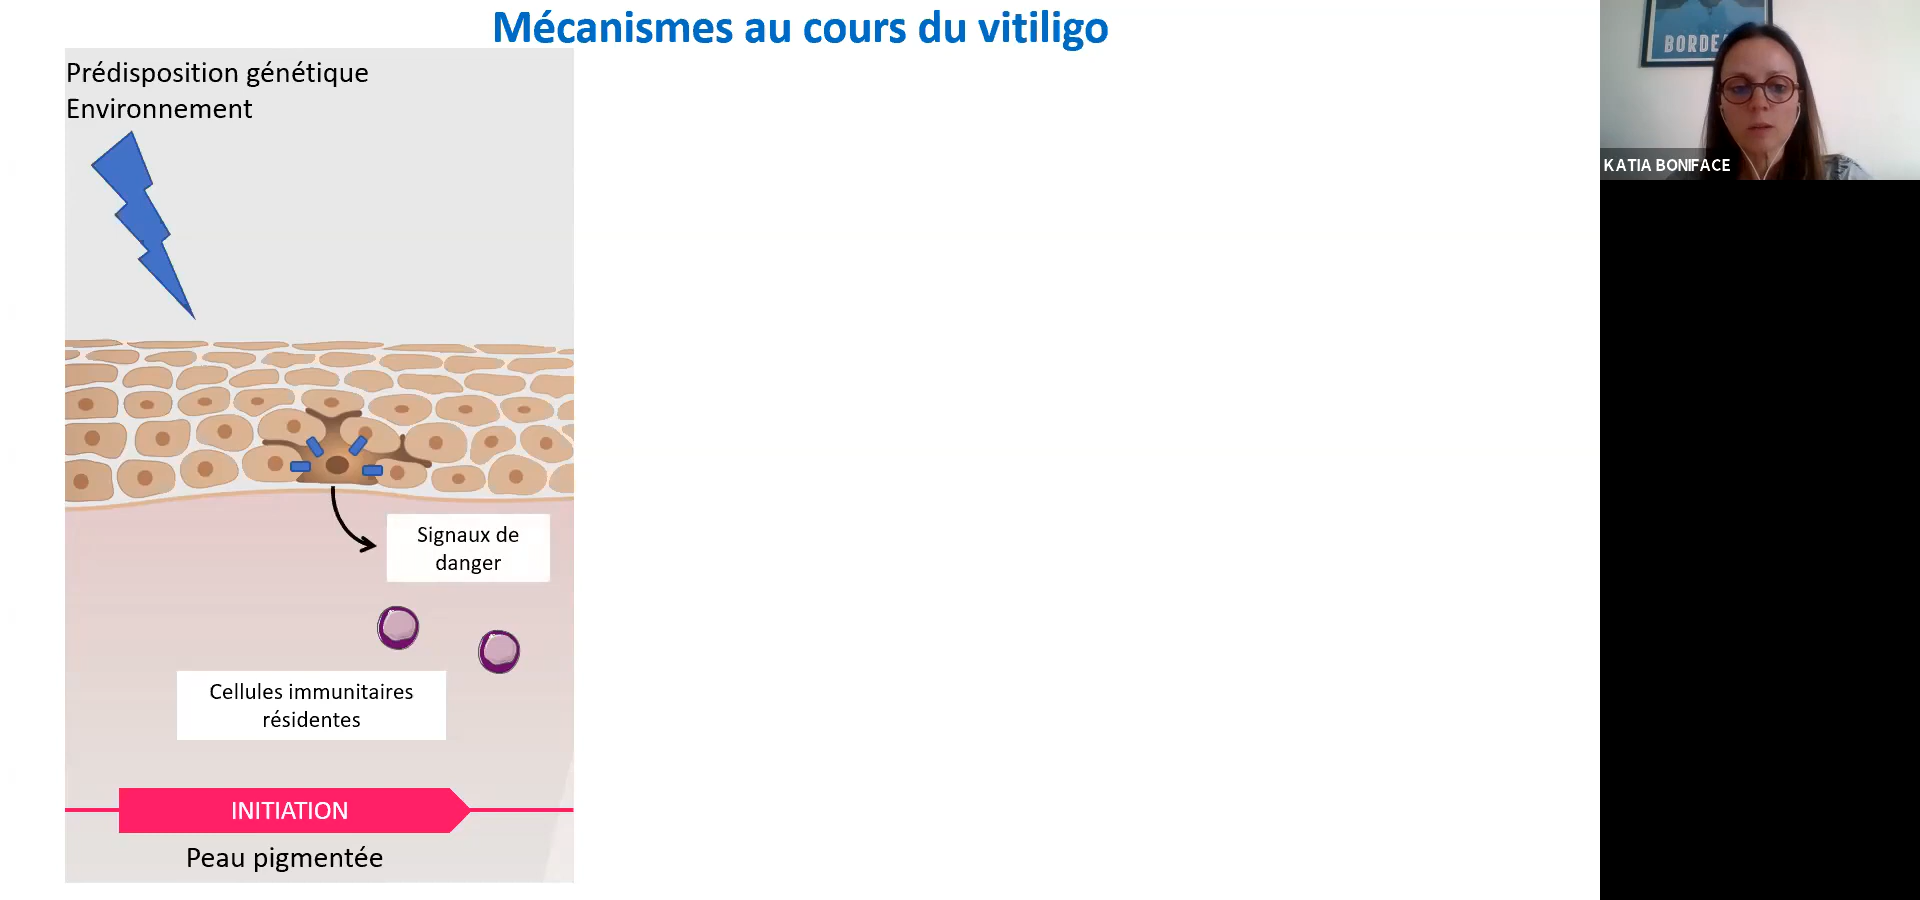 Mécanismes au cours du vitiligo
Prédisposition génétique
Environnement
Signaux de
danger
Cellules immunitaires
résidentes
INITIATION
Peau pigmentée
KATIA BONIFACE